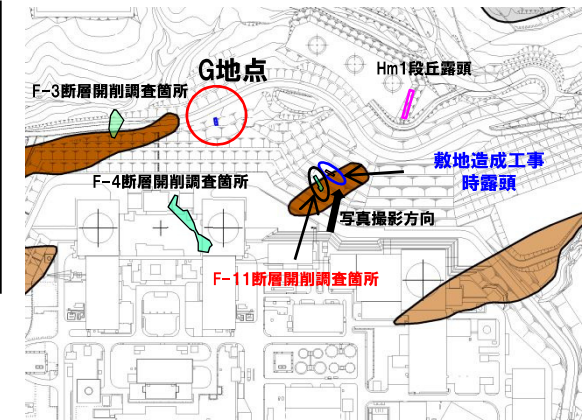 G地点
Hm1段丘露頭
F-3断層開削調査箇所
敷地造成工事
時露頭
F-4断層開削調査箇所
写真撮影方向
F-11断層開削調査箇所